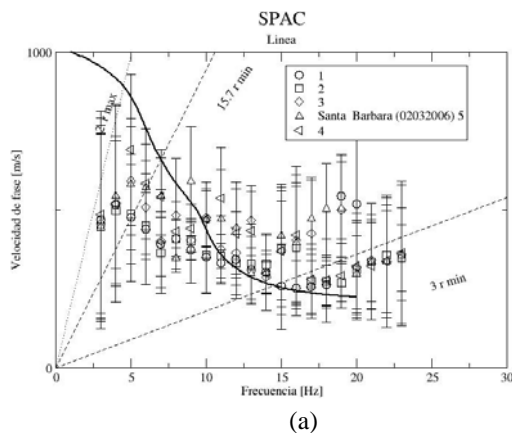 SPAC
Linea
1000
1
2
3
Santa Barbara (02032006) 5
4
r max
15.7 r min
3 r min
Velocidad de fase [m/s]
0
0
5
10
15
20
25
30
Frecuencia [Hz]
(a)